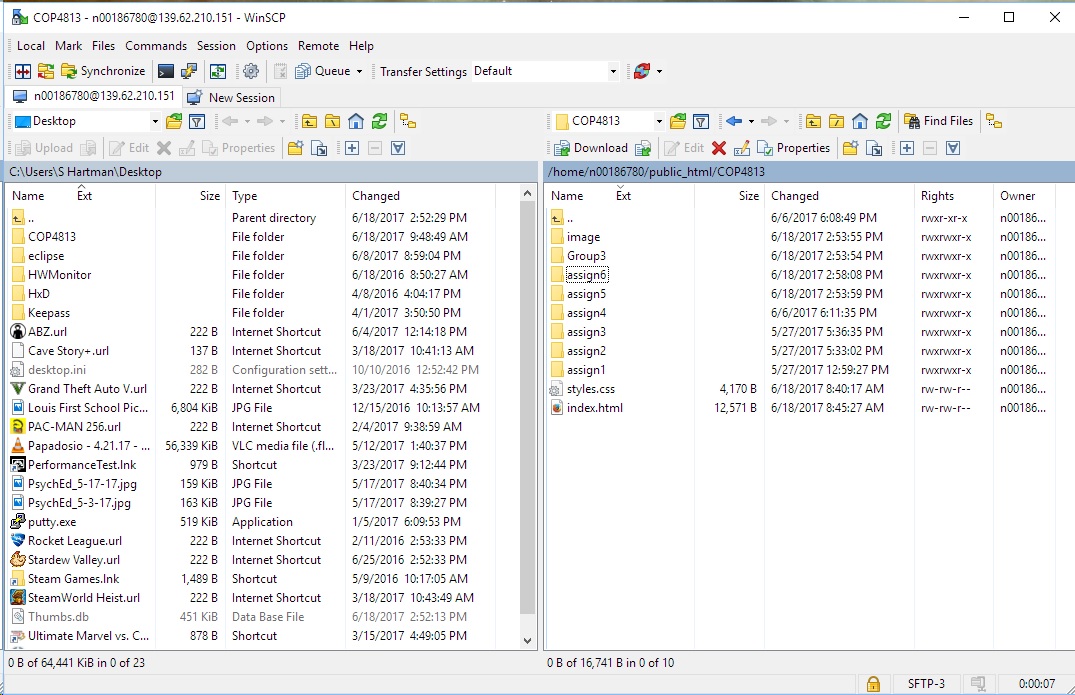 COP4813 - n00186780@139.62.210.151 - WinSCP
Local Mark Files Commands Session Options Remote Help
Synchronize Queue Transfer Settings Default
n00186780@139.62.210.151 New Session
Desktop COP4813 Find Files
Upload Edit Properties Download Edit Properties
C:\Users\S Hartman\Desktop /home/n00186780/public_html/COP4813
Name Ext Size Type Changed
.. Parent directory 6/18/2017 2:52:29 PM
COP4813 File folder 6/18/2017 9:48:49 AM
eclipse File folder 6/8/2017 8:59:04 PM
HWMonitor File folder 6/18/2016 8:50:27 AM
HxD File folder 4/8/2016 4:04:17 PM
Keepass File folder 4/1/2017 3:50:50 PM
ABZ.url 222 B Internet Shortcut 6/4/2017 12:14:18 PM
Cave Story+.url 137 B Internet Shortcut 3/18/2017 10:41:13 AM
desktop.ini 282 B Configuration sett... 10/10/2016 12:52:42 PM
Grand Theft Auto V.url 222 B Internet Shortcut 3/23/2017 4:35:56 PM
Louis First School Pic... 6,804 KiB JPG File 12/15/2016 10:13:57 AM
PAC-MAN 256.url 222 B Internet Shortcut 2/4/2017 9:38:59 AM
Papadosio - 4.21.17 - ... 56,339 KiB VLC media file (.fl... 5/12/2017 1:40:37 PM
PerformanceTest.lnk 979 B Shortcut 3/23/2017 9:12:44 PM
PsychEd_5-17-17.jpg 159 KiB JPG File 5/17/2017 8:40:34 PM
PsychEd_5-3-17.jpg 163 KiB JPG File 5/17/2017 8:39:27 PM
putty.exe 519 KiB Application 1/5/2017 6:09:53 PM
Rocket League.url 222 B Internet Shortcut 2/11/2016 2:53:33 PM
Stardew Valley.url 222 B Internet Shortcut 6/25/2016 2:52:33 PM
Steam Games.lnk 1,489 B Shortcut 5/9/2016 10:17:05 AM
SteamWorld Heist.url 222 B Internet Shortcut 3/18/2017 10:43:49 AM
Thumbs.db 451 KiB Data Base File 6/18/2017 2:52:13 PM
Ultimate Marvel vs. C... 878 B Shortcut 3/15/2017 4:49:05 PM
0 B of 64,441 KiB in 0 of 23
Name Ext Size Changed Rights Owner
.. 6/6/2017 6:08:49 PM rwxr-xr-x n00186...
image 6/18/2017 2:53:55 PM rwxrwxr-x n00186...
Group3 6/18/2017 2:53:54 PM rwxrwxr-x n00186...
assign6 6/18/2017 2:58:08 PM rwxrwxr-x n00186...
assign5 6/18/2017 2:53:59 PM rwxrwxr-x n00186...
assign4 6/6/2017 6:11:35 PM rwxrwxr-x n00186...
assign3 5/27/2017 5:36:35 PM rwxrwxr-x n00186...
assign2 5/27/2017 5:33:02 PM rwxrwxr-x n00186...
assign1 5/27/2017 12:59:27 PM rwxrwxr-x n00186...
styles.css 4,170 B 6/18/2017 8:40:17 AM rw-rw-r-- n00186...
index.html 12,571 B 6/18/2017 8:45:27 AM rw-rw-r-- n00186...
0 B of 16,741 B in 0 of 10
SFTP-3 0:00:07